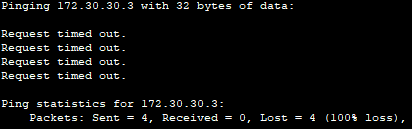 Pinging 172.30.30.3 with 32 bytes of data:
Request timed out.
Request timed out.
Request timed out.
Request timed out.
Ping statistics for 172.30.30.3:
Packets: Sent = 4, Received = 0, Lost = 4 (100% loss),